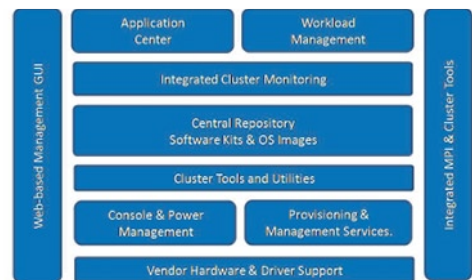 Web-based Management GUI
Application
Center
Workload
Management
Integrated Cluster Monitoring
Central Repository
Software Kits & OS Images
Cluster Tools and Utilities
Console & Power
Management
Provisioning &
Management Services.
Vendor Hardware & Driver Support
Integrated MPI & Cluster Tools